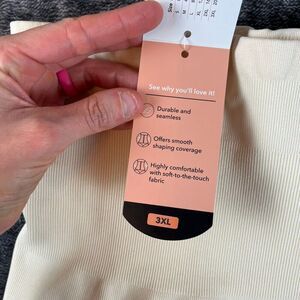 See why you'll love it!
Durable and
seamless
Offers smooth
shaping coverage
Highly comfortable
with soft-to-the-touch
fabric
3XL